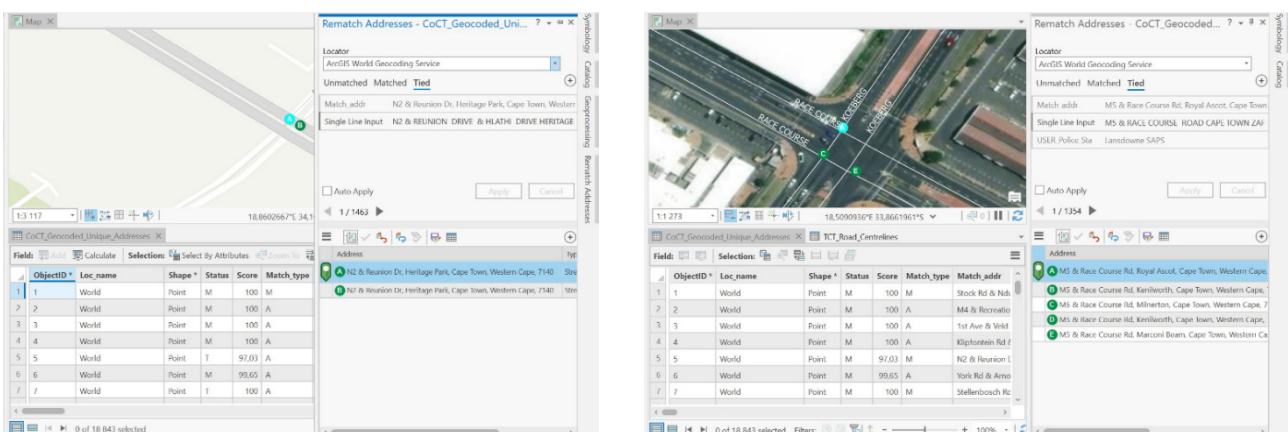 Map
Rematch Addresses - CoCT_Geocoded_Uni...
Locator
ArcGIS World Geocoding Service
Unmatched Matched Tied
Match_addr N2 & Reunion Dr, Heritage Park, Cape Town, Western
Single Line Input N2 & REUNION DRIVE & HLATHI DRIVE HERITAGE
Auto Apply
Apply Cancel
1 / 1463
A
B
1:3 117
18,8602667°E 34,1
Symbology
Catalog
Geoprocessing
Rematch Addresses
CoCT_Geocoded_Unique_Addresses
Field: Add Calculate Selection: Select By Attributes Zoom To
ObjectID * Loc_name Shape * Status Score Match_type
1 1 World Point M 100 M
2 2 World Point M 100 A
3 3 World Point M 100 A
4 4 World Point M 100 A
5 5 World Point T 97,03 A
6 6 World Point M 99,65 A
7 7 World Point T 100 A
0 of 18 843 selected
Address
A N2 & Reunion Dr, Heritage Park, Cape Town, Western Cape, 7140 Stre
B N2 & Reunion Dr, Heritage Park, Cape Town, Western Cape, 7140 Stre
Map
Rematch Addresses - CoCT_Geocoded...
Locator
ArcGIS World Geocoding Service
Unmatched Matched Tied
Match_addr M5 & Race Course Rd, Royal Ascot, Cape Town
Single Line Input M5 & RACE COURSE ROAD CAPE TOWN ZAF
USER_Police_Sta Lansdowne SAPS
Auto Apply
Apply Cancel
1 / 1354
RACE COURSE
KOEBERG
RACE COURSE
KOEBERG
A
C
E
1:1 273
18,5090936°E 33,8661961°S
Symbology
Catalog
CoCT_Geocoded_Unique_Addresses TCT_Road_Centrelines
Field: Selection:
ObjectID * Loc_name Shape * Status Score Match_type Match_addr
1 1 World Point M 100 M Stock Rd & Ndu
2 2 World Point M 100 A M4 & Recreatio
3 3 World Point M 100 A 1st Ave & Veld
4 4 World Point M 100 A Klipfontein Rd &
5 5 World Point M 97,03 M N2 & Reunion D
6 6 World Point M 99,65 A York Rd & Arno
7 7 World Point M 100 M Stellenbosch Rd
0 of 18 843 selected Filters: 100%
Address
A M5 & Race Course Rd, Royal Ascot, Cape Town, Western Cape,
B M5 & Race Course Rd, Kenilworth, Cape Town, Western Cape,
C M5 & Race Course Rd, Milnerton, Cape Town, Western Cape, 7
D M5 & Race Course Rd, Kenilworth, Cape Town, Western Cape,
E M5 & Race Course Rd, Marconi Beam, Cape Town, Western Ca